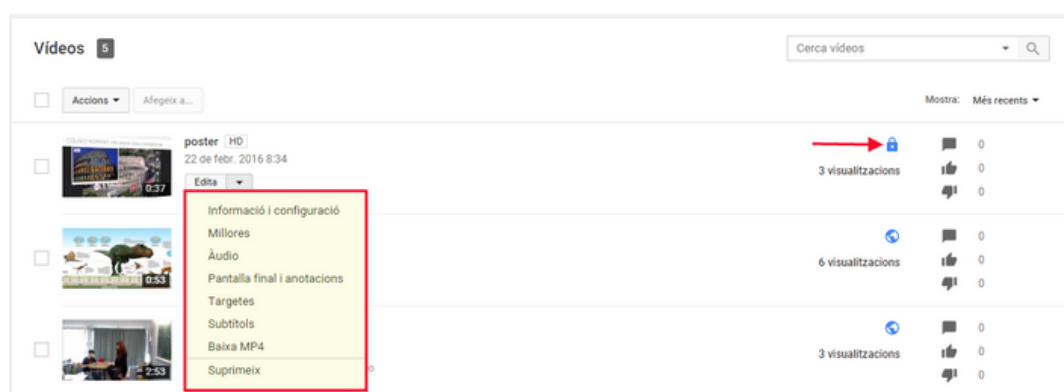 Vídeos 5
Cerca vídeos
Accions
Afegeix a...
Mostra: Més recents
poster HD
22 de febr. 2016 8:34
Edita
0:37
3 visualitzacions
0
0
0
Informació i configuració
Millores
Àudio
Pantalla final i anotacions
Targetes
Subtítols
Baixa MP4
Suprimeix
0:53
6 visualitzacions
0
0
0
2:53
o
3 visualitzacions
0
0
0